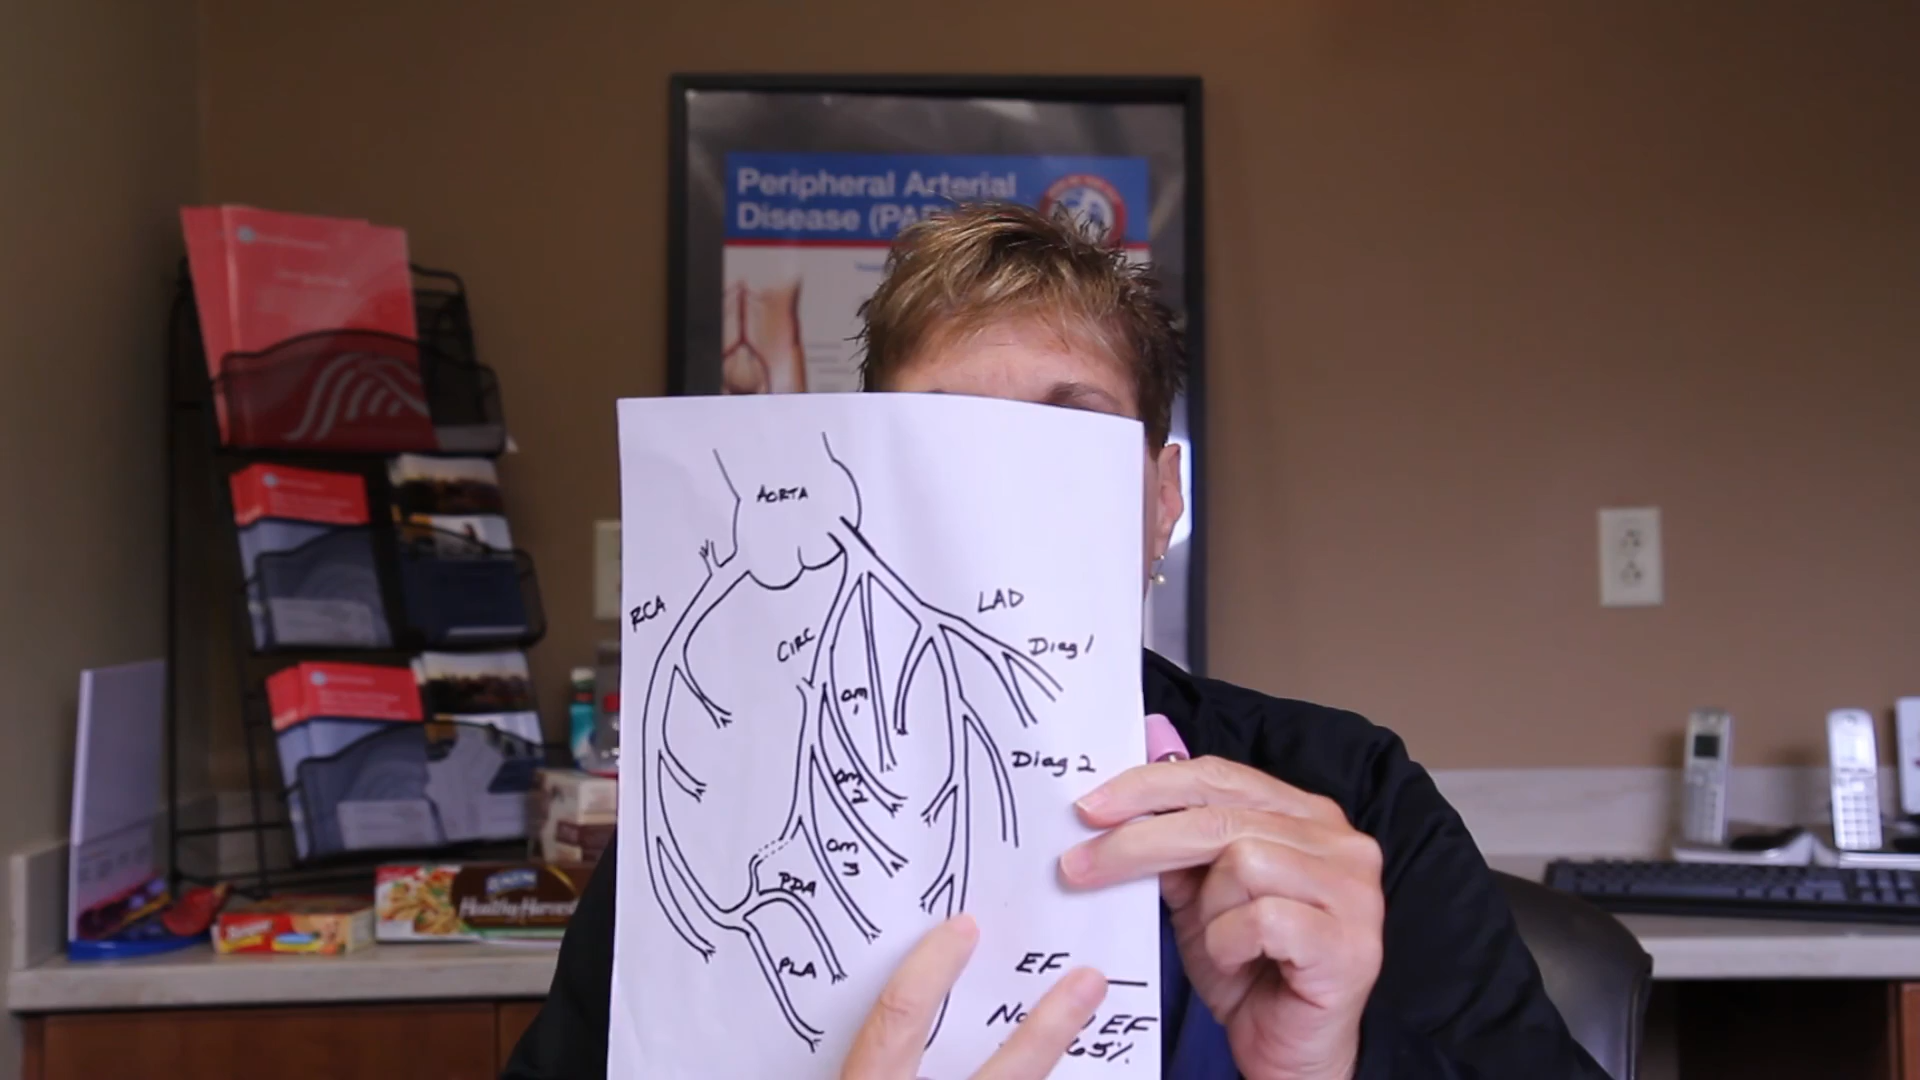 Peripheral Arterial
Disease
AORTA
RCA
LAD
CIRC
Diag 1
om
1
Diag 2
om
2
om
3
PDA
PLA
EF
EF
65%
Healthy Harvest